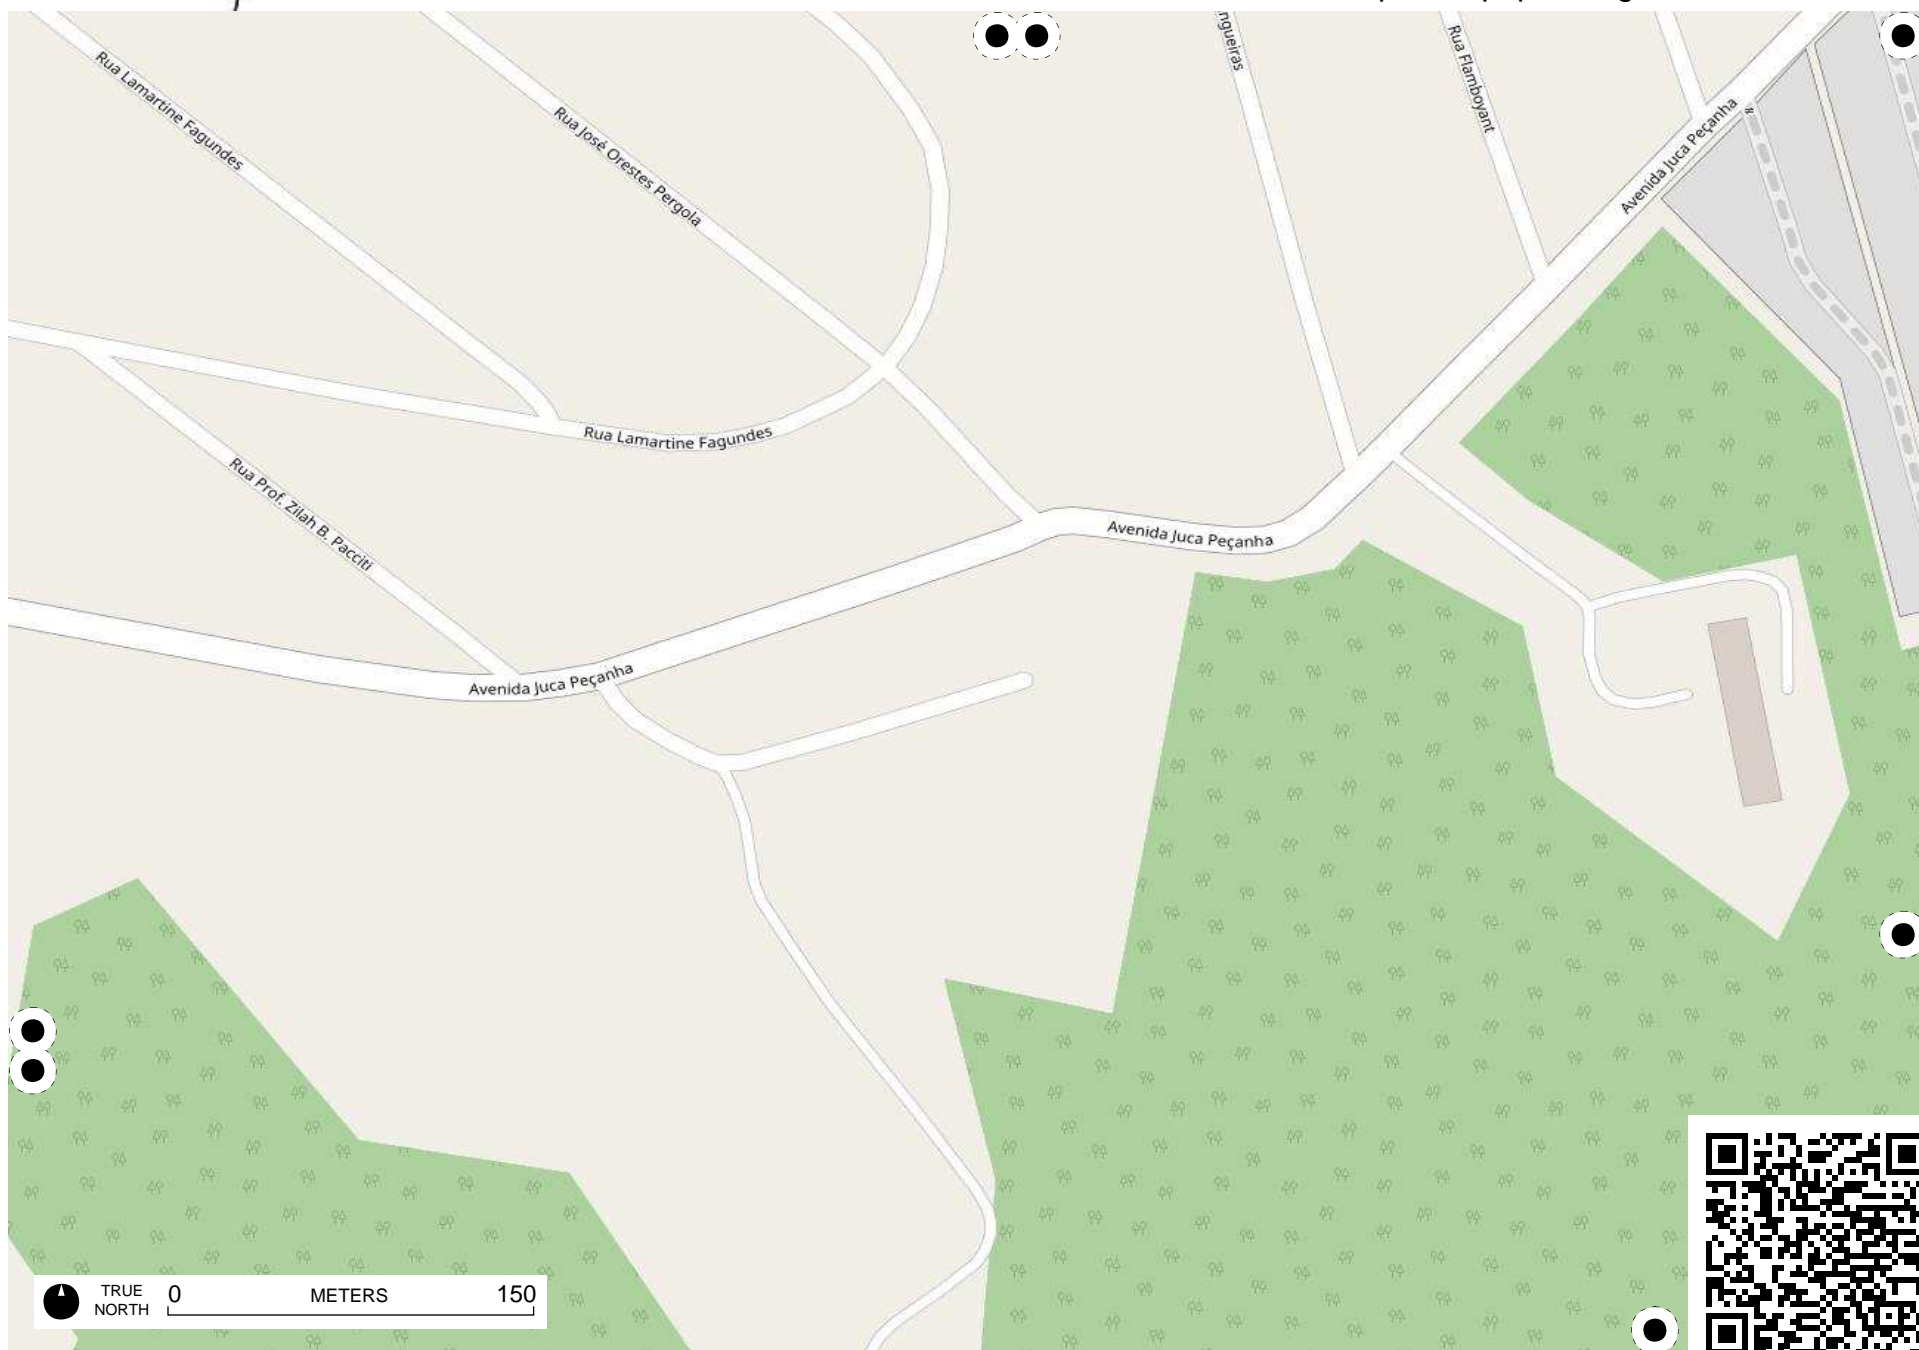 ngueiras
Rua Flamboyant
Rua Lamartine Fagundes
Rua José Orestes Pergola
Avenida Juca Peçanha
Rua Lamartine Fagundes
Rua Prof. Zilah B. Pacciti
Avenida Juca Peçanha
Avenida Juca Peçanha
TRUE
NORTH
0
METERS
150